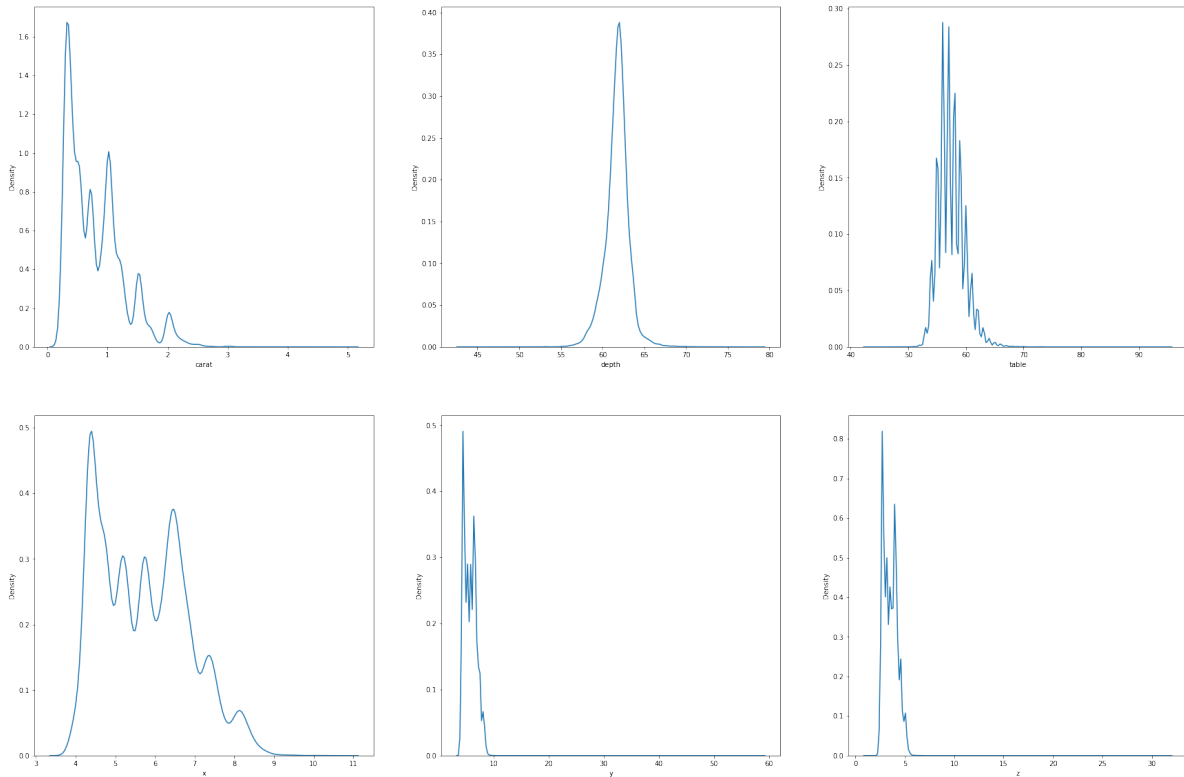 1.6
1.4
1.2
1.0
0.8
0.6
0.4
0.2
0.0
Density
0 1 2 3 4 5
carat
0.40
0.35
0.30
0.25
0.20
0.15
0.10
0.05
0.00
Density
45 50 55 60 65 70 75 80
depth
0.30
0.25
0.20
0.15
0.10
0.05
0.00
Density
40 50 60 70 80 90
table
0.5
0.4
0.3
0.2
0.1
0.0
Density
3 4 5 6 7 8 9 10 11
x
0.5
0.4
0.3
0.2
0.1
0.0
Density
10 20 30 40 50 60
y
0.8
0.7
0.6
0.5
0.4
0.3
0.2
0.1
0.0
Density
0 5 10 15 20 25 30
z